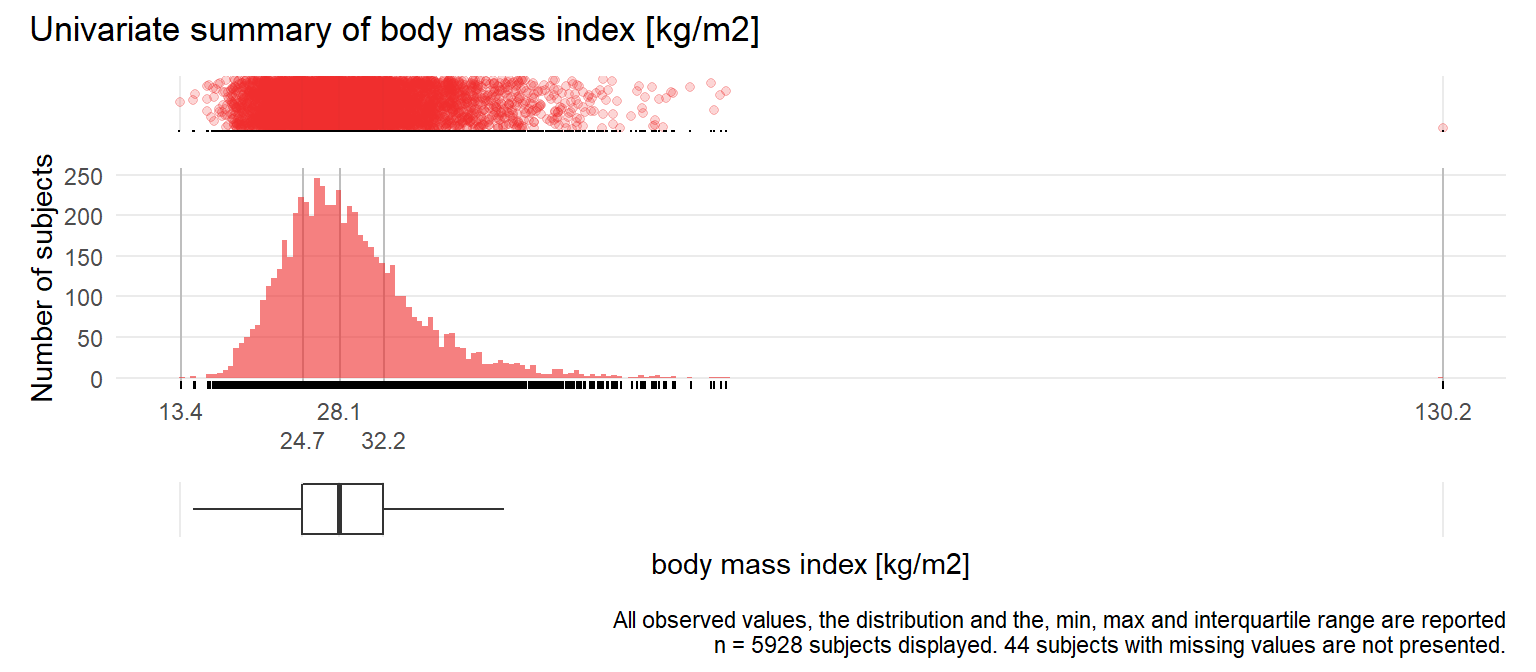 Univariate summary of body mass index [kg/m2]
Number of subjects
250
200
150
100
50
0
13.4 28.1 130.2
24.7 32.2
body mass index [kg/m2]
All observed values, the distribution and the, min, max and interquartile range are reported
n = 5928 subjects displayed. 44 subjects with missing values are not presented.